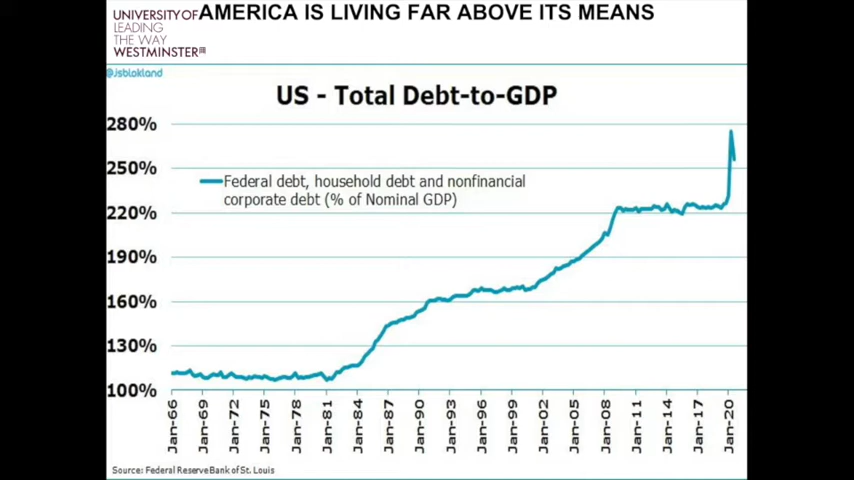 AMERICA IS LIVING FAR ABOVE ITS MEANS
UNIVERSITY OF
LEADING
THE WAY
WESTMINSTER
@jsblokland
US - Total Debt-to-GDP
280%
250%
220%
190%
160%
130%
100%
Federal debt, household debt and nonfinancial
corporate debt (% of Nominal GDP)
Jan-66
Jan-69
Jan-72
Jan-75
Jan-78
Jan-81
Jan-84
Jan-87
Jan-90
Jan-93
Jan-96
Jan-99
Jan-02
Jan-05
Jan-08
Jan-11
Jan-14
Jan-17
Jan-20
Source: Federal Reserve Bank of St. Louis